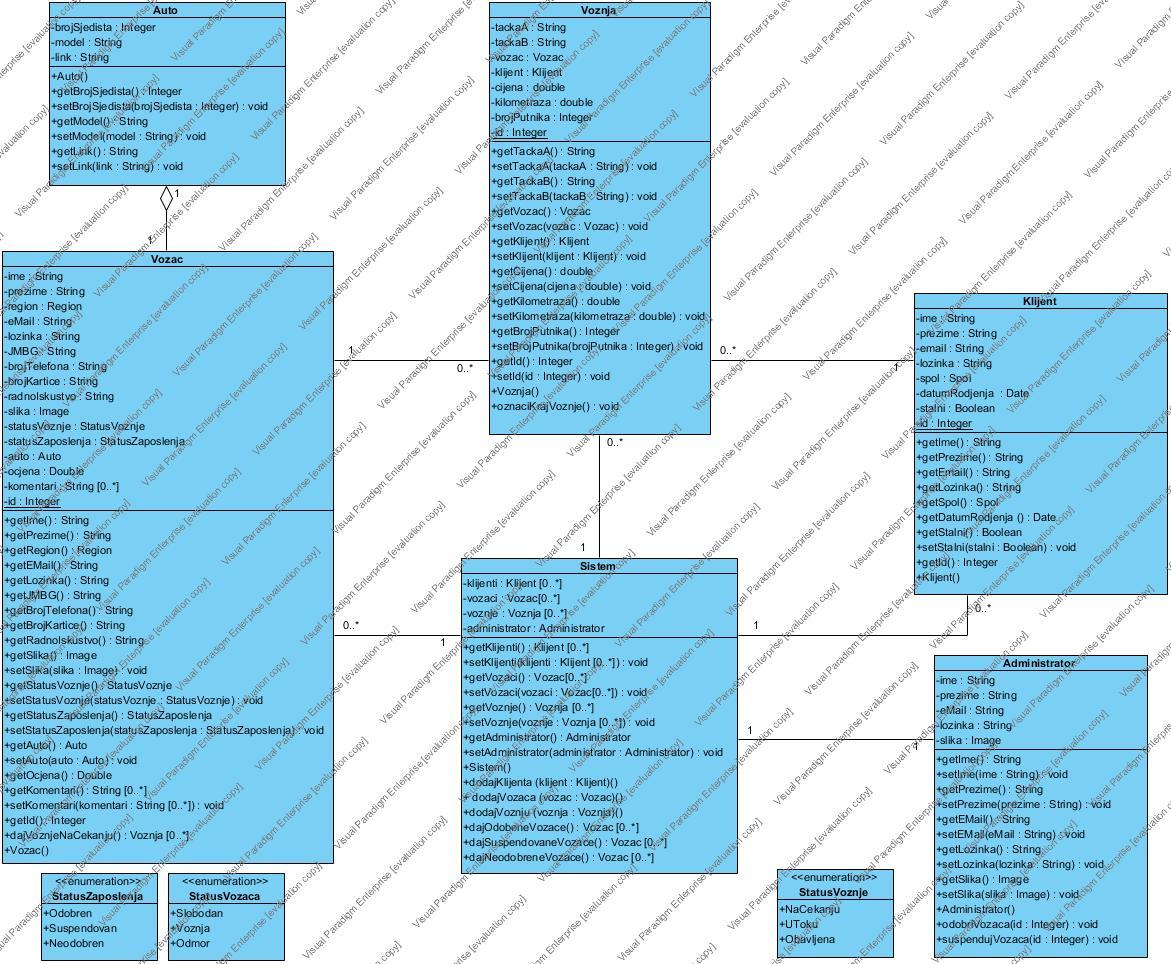 Auto
-brojSjedista : Integer
-model : String
-link : String
+Auto()
+getBrojSjedista() : Integer
+setBrojSjedista(brojSjedista : Integer) : void
+getModel() : String
+setModel(model : String) : void
+getLink() : String
+setLink(link : String) : void
1
Voznja
-tackaA : String
-tackaB : String
-vozac : Vozac
-klijent : Klijent
-cijena : double
-kilometraza : double
-brojPutnika : Integer
-id : Integer
+getTackaA() : String
+setTackaA(tackaA : String) : void
+getTackaB() : String
+setTackaB(tackaB : String) : void
+getVozac() : Vozac
+setVozac(vozac : Vozac) : void
+getKlijent() : Klijent
+setKlijent(klijent : Klijent) : void
+getCijena() : double
+setCijena(cijena : double) : void
+getKilometraza() : double
+setKilometraza(kilometraza : double) : void
+getBrojPutnika() : Integer
+setBrojPutnika(brojPutnika : Integer) : void
+getId() : Integer
+setId(id : Integer) : void
+Voznja()
+oznaciKrajVoznje() : void
Vozac
-ime : String
-prezime : String
-region : Region
-eMail : String
-lozinka : String
-JMBG : String
-brojTelefona : String
-brojKartice : String
-radnoIskustvo : String
-slika : Image
-statusVoznje : StatusVoznje
-statusZaposlenja : StatusZaposlenja
-auto : Auto
-ocjena : Double
-komentari : String [0..*]
-id : Integer
+getIme() : String
+getPrezime() : String
+getRegion() : Region
+getEMail() : String
+getLozinka() : String
+getJMBG() : String
+getBrojTelefona() : String
+getBrojKartice() : String
+getRadnoIskustvo() : String
+getSlika() : Image
+setSlika(slika : Image) : void
+getStatusVoznje() : StatusVoznje
+setStatusVoznje(statusVoznje : StatusVoznje) : void
+getStatusZaposlenja() : StatusZaposlenja
+setStatusZaposlenja(statusZaposlenja : StatusZaposlenja) : void
+getAuto() : Auto
+setAuto(auto : Auto) : void
+getOcjena() : Double
+getKomentari() : String [0..*]
+setKomentari(komentari : String [0..*]) : void
+getId() : Integer
+dajVoznjeNaCekanju() : Voznja [0..*]
+Vozac()
1
0..*
0..*
1
Klijent
-ime : String
-prezime : String
-email : String
-lozinka : String
-spol : Spol
-datumRodjenja : Date
-stalni : Boolean
-id : Integer
+getIme() : String
+getPrezime() : String
+getEmail() : String
+getLozinka() : String
+getSpol() : Spol
+getDatumRodjenja () : Date
+getStalni() : Boolean
+setStalni(stalni : Boolean) : void
+getId() : Integer
+Klijent()
0..*
1
Sistem
-klijenti : Klijent [0..*]
-vozaci : Vozac[0..*]
-voznje : Voznja [0..*]
-administrator : Administrator
+getKlijenti() : Klijent [0..*]
+setKlijenti(klijenti : Klijent [0..*]) : void
+getVozaci() : Vozac[0..*]
+setVozaci(vozaci : Vozac[0..*]) : void
+getVoznje() : Voznja [0..*]
+setVoznje(voznje : Voznja [0..*]) : void
+getAdministrator() : Administrator
+setAdministrator(administrator : Administrator) : void
+Sistem()
+dodajKlijenta (klijent : Klijent)()
+ dodajVozaca (vozac : Vozac)()
+dodajVoznju (voznja : Voznja)()
+dajOdobeneVozace() : Vozac [0..*]
+dajSuspendovaneVozace() : Vozac [0..*]
+dajNeodobreneVozace() : Vozac [0..*]
0..*
1
1
0..*
1
1
Administrator
-ime : String
-prezime : String
-eMail : String
-lozinka : String
-slika : Image
+getIme() : String
+setIme(ime : String) : void
+getPrezime() : String
+setPrezime(prezime : String) : void
+getEMail() : String
+setEMail(eMail : String) : void
+getLozinka() : String
+setLozinka(lozinka : String) : void
+getSlika() : Image
+setSlika(slika : Image) : void
+Administrator()
+odobriVozaca(id : Integer) : void
+suspendujVozaca(id : Integer) : void
<<enumeration>>
StatusZaposlenja
+Odobren
+Suspendovan
+Neodobren
<<enumeration>>
StatusVozaca
+Slobodan
+Voznja
+Odmor
<<enumeration>>
StatusVoznje
+NaCekanju
+UToku
+Obavljena
Visual Paradigm Enterprise [evaluation copy]